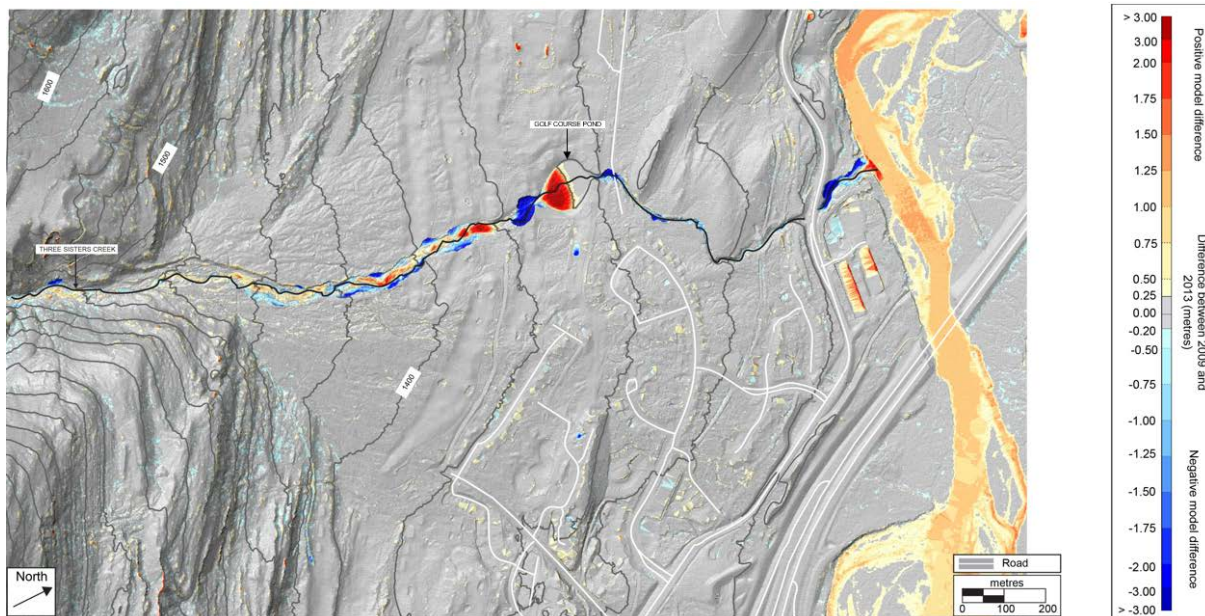 1600
1500
THREE SISTERS CREEK
1400
GOLF COURSE POND
North
Road
metres
0 100 200
> 3.00
3.00
2.00
1.75
1.50
1.25
1.00
0.75
0.50
0.25
0.00
-0.20
-0.50
-0.75
-1.00
-1.25
-1.50
-1.75
-2.00
-3.00
> -3.00
Positive model difference
Difference between 2009 and
2013 (metres)
Negative model difference